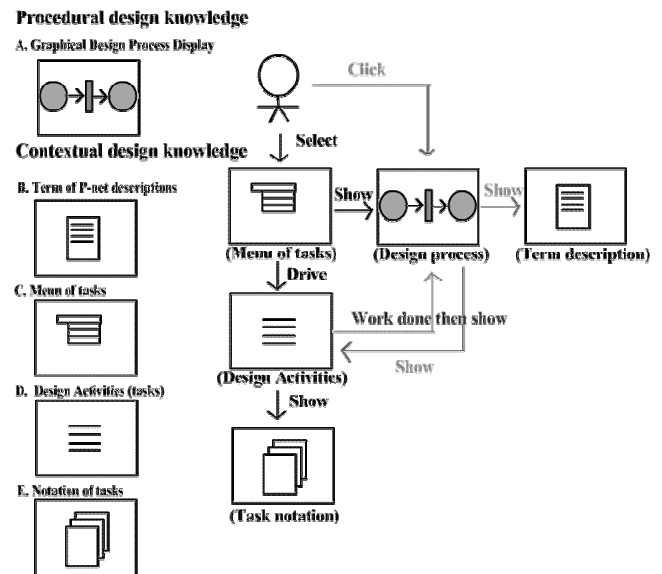 Procedural design knowledge
A. Graphical Design Process Display
Contextual design knowledge
B. Term of P-net descriptions
C. Menu of tasks
D. Design Activities (tasks)
E. Notation of tasks
Click
Select
Show
Show
(Menu of tasks)
(Design process)
(Term description)
Drive
Work done then show
Show
(Design Activities)
Show
(Task notation)